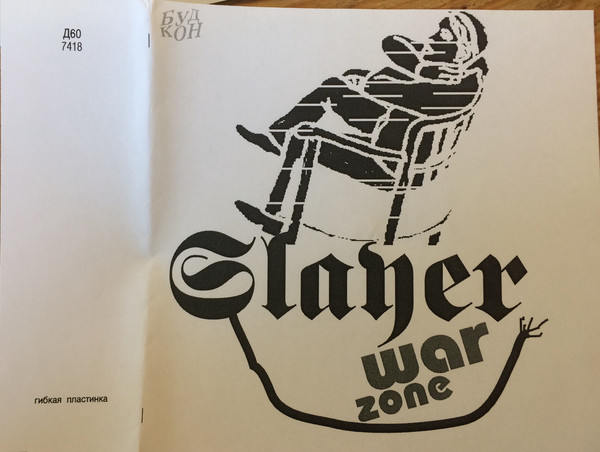 Д60
7418
гибкая пластинка
БУД
КОН
Slayer
war
zone